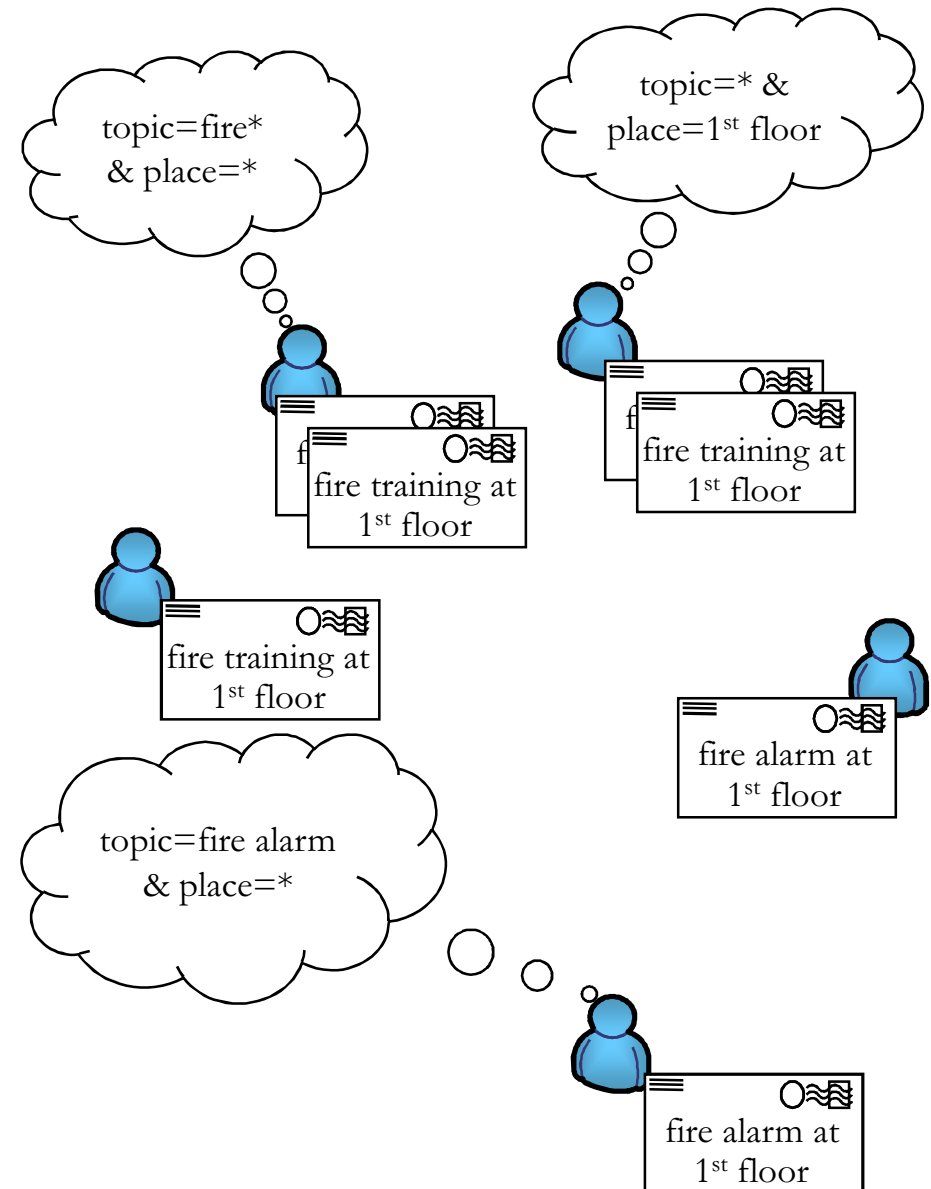 topic=fire*
& place=*
topic=* &
place=1st floor
f
fire training at
1st floor
f
fire training at
1st floor
fire training at
1st floor
fire alarm at
1st floor
topic=fire alarm
& place=*
fire alarm at
1st floor